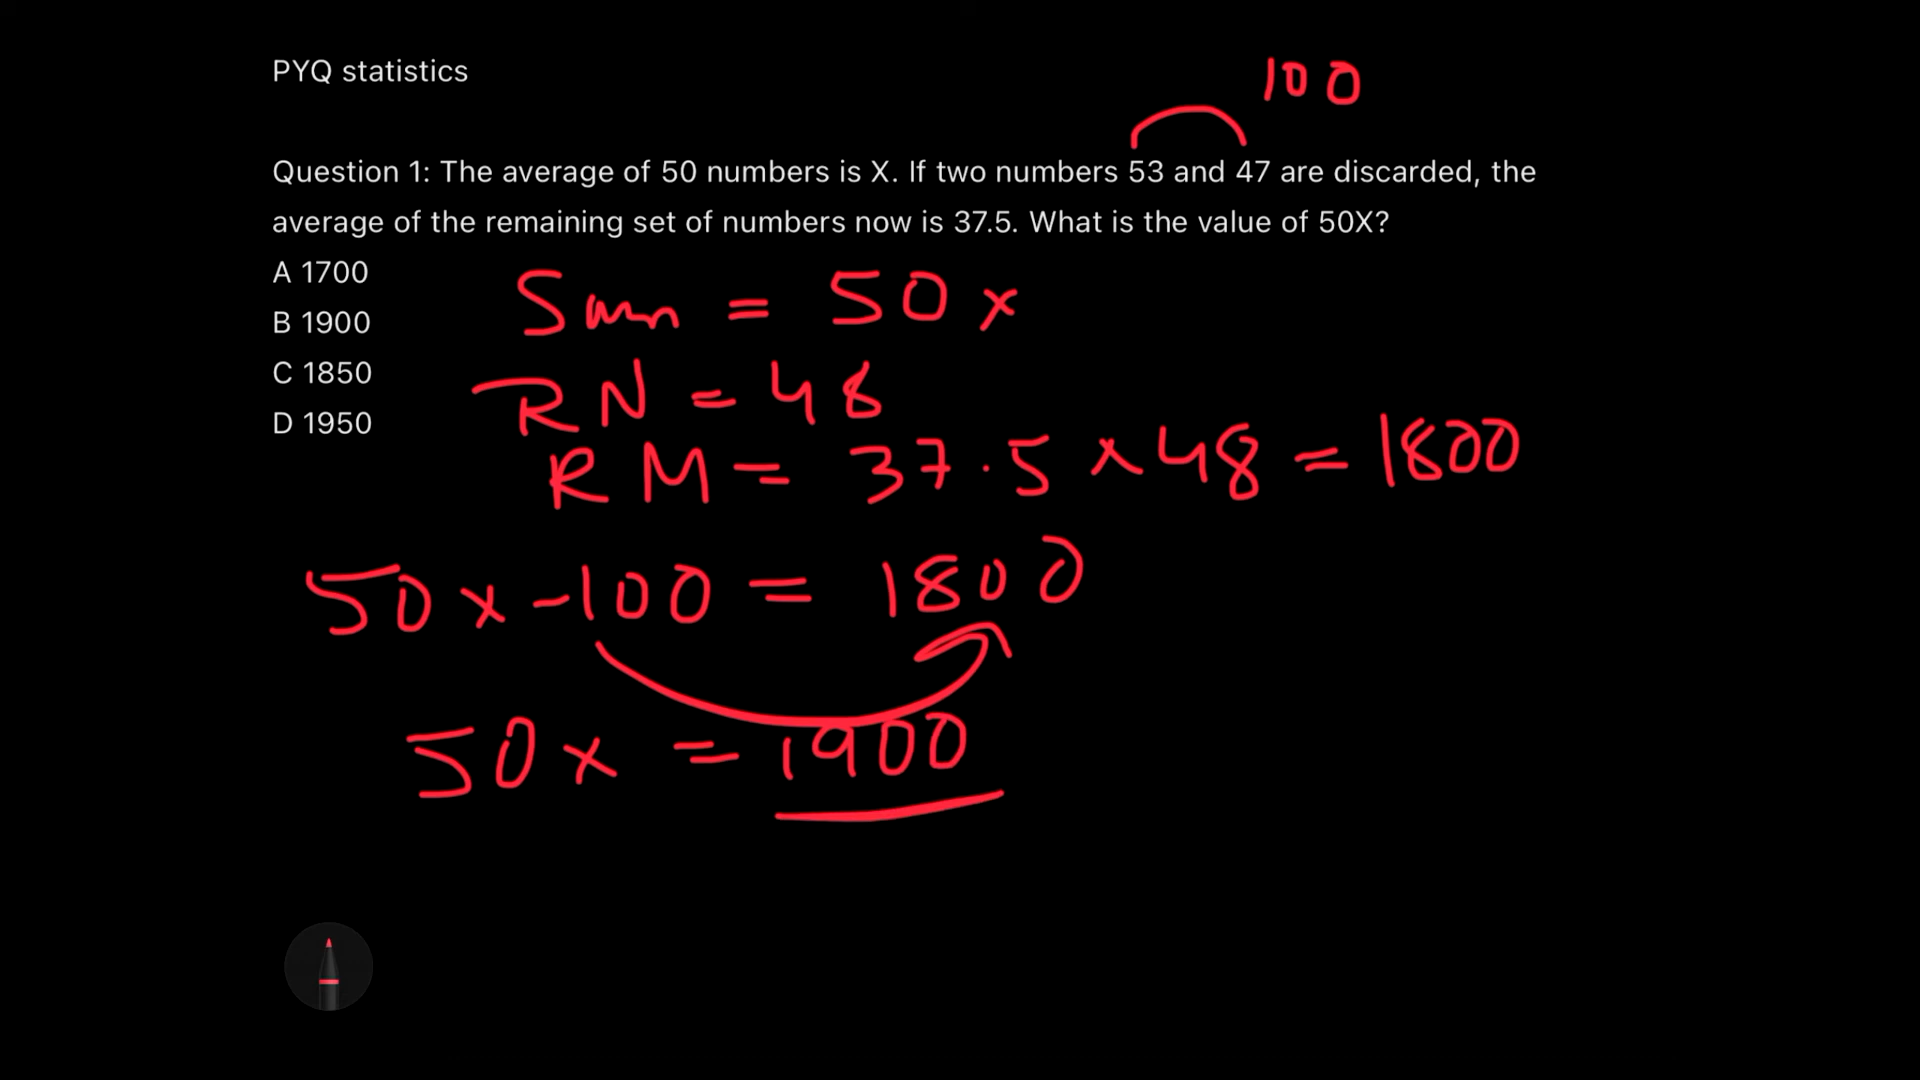 PYQ statistics
100
Question 1: The average of 50 numbers is X. If two numbers 53 and 47 are discarded, the
average of the remaining set of numbers now is 37.5. What is the value of 50X?
A 1700
B 1900
C 1850
D 1950
Sum = 50x
RN = 48
RM = 37.5 x 48 = 1800
50x - 100 = 1800
50x = 1900